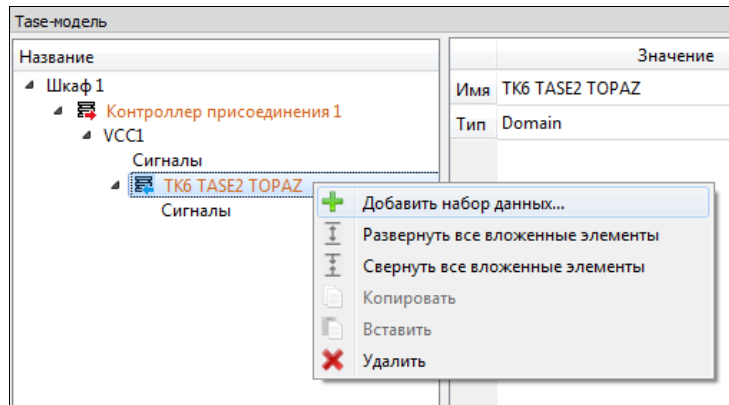 Tase-модель
Название
Значение
Шкаф 1
Имя
TK6 TASE2 TOPAZ
Контроллер присоединения 1
Тип
Domain
VCC1
Сигналы
TK6 TASE2 TOPAZ
Сигналы
Добавить набор данных...
Развернуть все вложенные элементы
Свернуть все вложенные элементы
Копировать
Вставить
Удалить